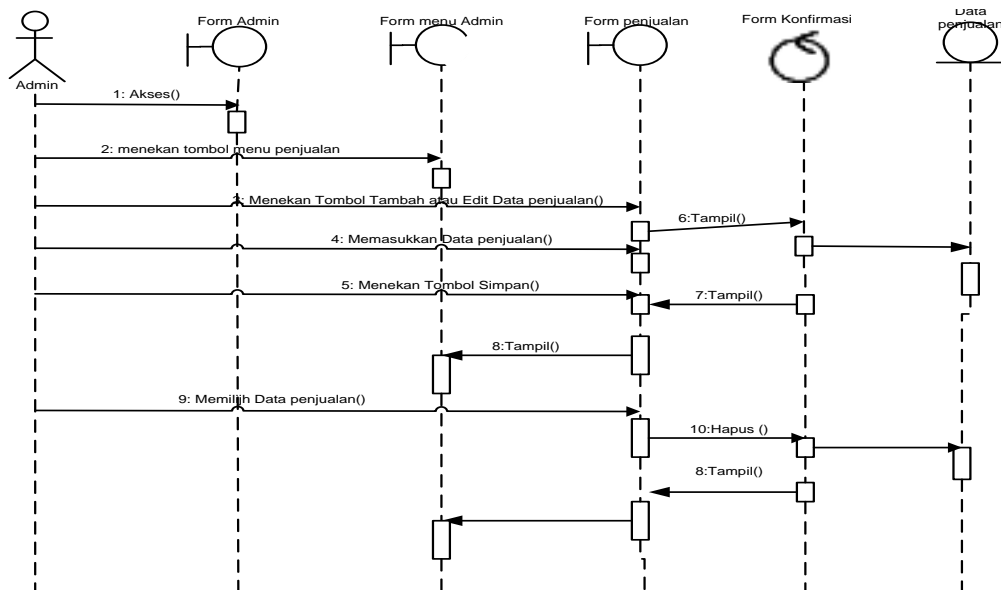 Form Admin
Form menu Admin
Form penjualan
Form Konfirmasi
Data
penjualan
Admin
1: Akses()
2: menekan tombol menu penjualan
3: Menekan Tombol Tambah atau Edit Data penjualan()
6:Tampil()
4: Memasukkan Data penjualan()
5: Menekan Tombol Simpan()
7:Tampil()
8:Tampil()
9: Memilih Data penjualan()
10:Hapus ()
8:Tampil()